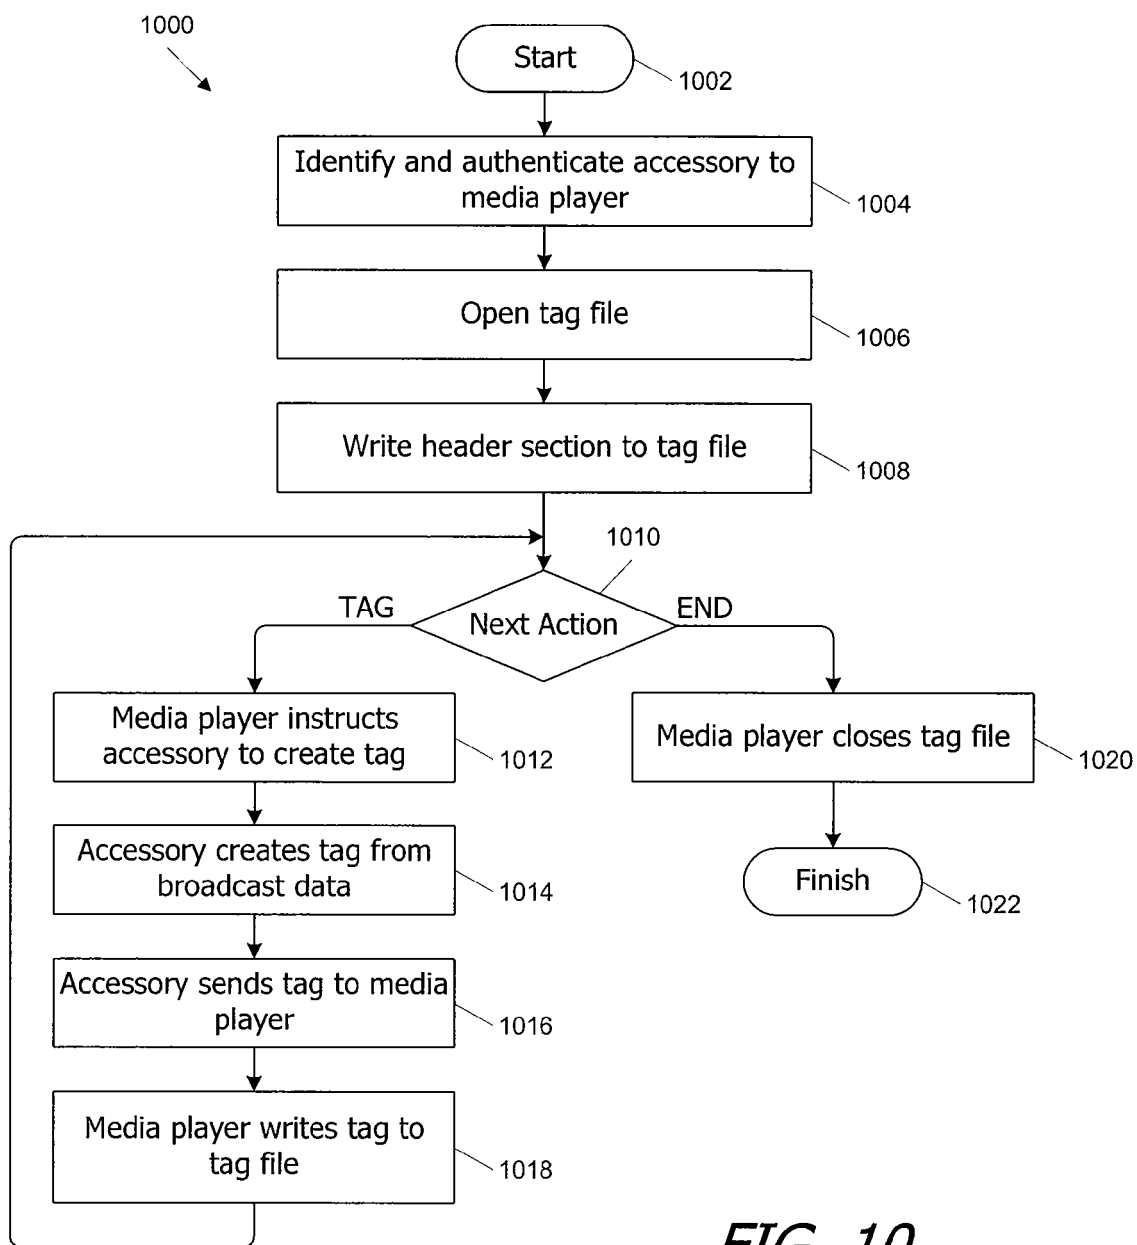 1000
Start
1002
Identify and authenticate accessory to
media player
1004
Open tag file
1006
Write header section to tag file
1008
1010
TAG
Next Action
END
Media player instructs
accessory to create tag
1012
Media player closes tag file
1020
Accessory creates tag from
broadcast data
1014
Finish
1022
Accessory sends tag to media
player
1016
Media player writes tag to
tag file
1018
FIG. 10